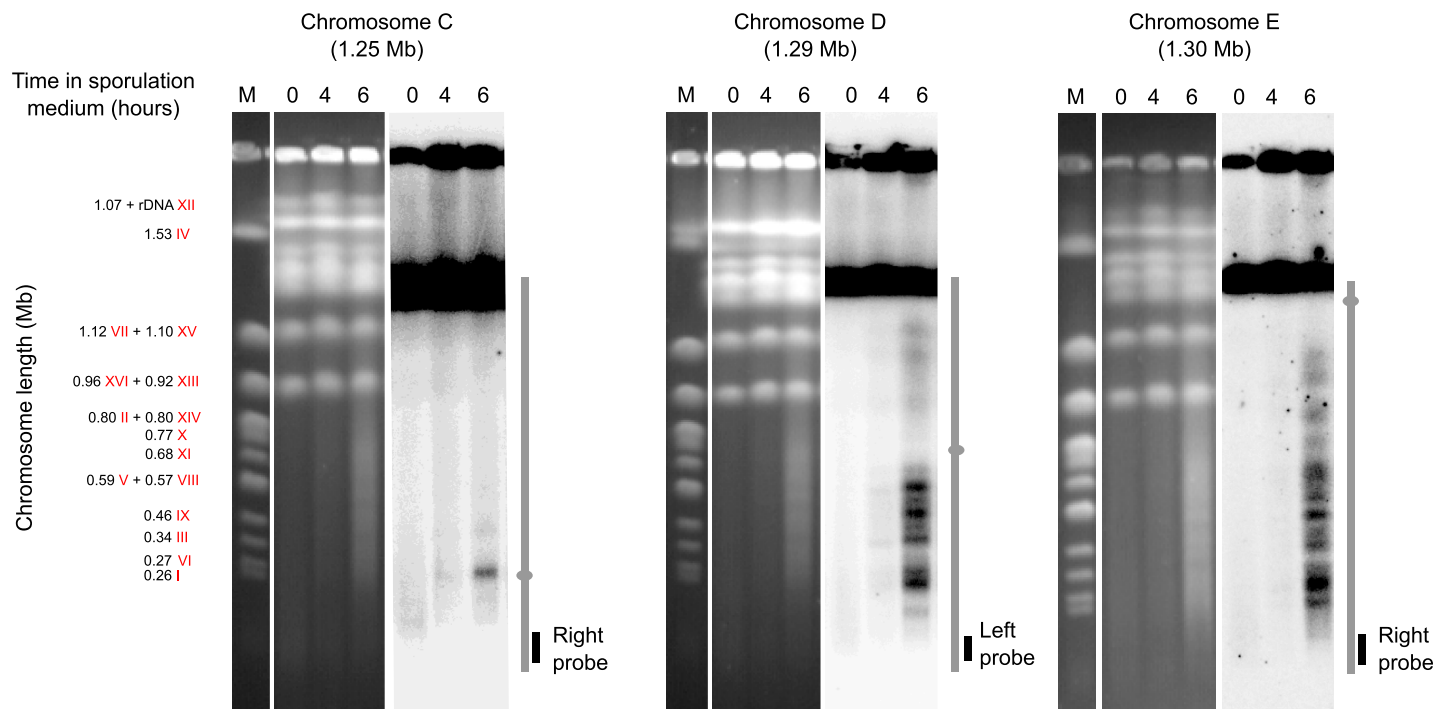 Chromosome C
(1.25 Mb)
Chromosome D
(1.29 Mb)
Chromosome E
(1.30 Mb)
Time in sporulation
medium (hours)
M 0 4 6 0 4 6
M 0 4 6 0 4 6
M 0 4 6 0 4 6
Chromosome length (Mb)
1.07 + rDNA XII
1.53 IV
1.12 VII + 1.10 XV
0.96 XVI + 0.92 XIII
0.80 II + 0.80 XIV
0.77 X
0.68 XI
0.59 V + 0.57 VIII
0.46 IX
0.34 III
0.27 VI
0.26 I
Right
probe
Left
probe
Right
probe